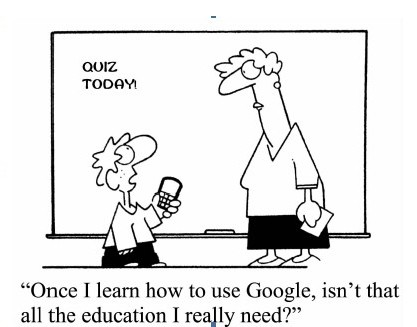 QUIZ
TODAY!
“Once I learn how to use Google, isn’t that
all the education I really need?”